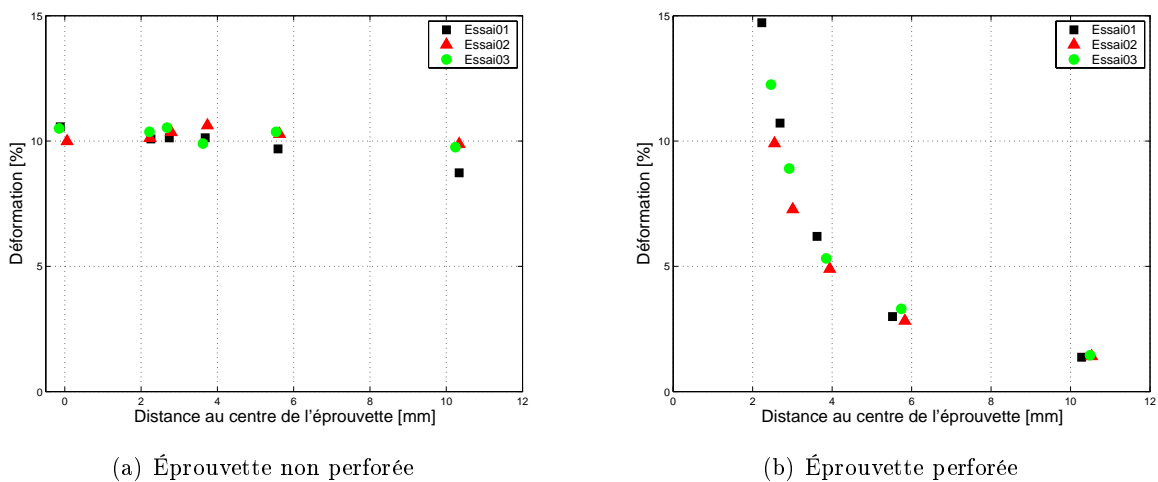 15
10
5
0
Déformation [%]
0
2
4
6
8
10
12
Distance au centre de l'éprouvette [mm]
Essai01
Essai02
Essai03
(a) Éprouvette non perforée
15
10
5
0
Déformation [%]
0
2
4
6
8
10
12
Distance au centre de l'éprouvette [mm]
Essai01
Essai02
Essai03
(b) Éprouvette perforée